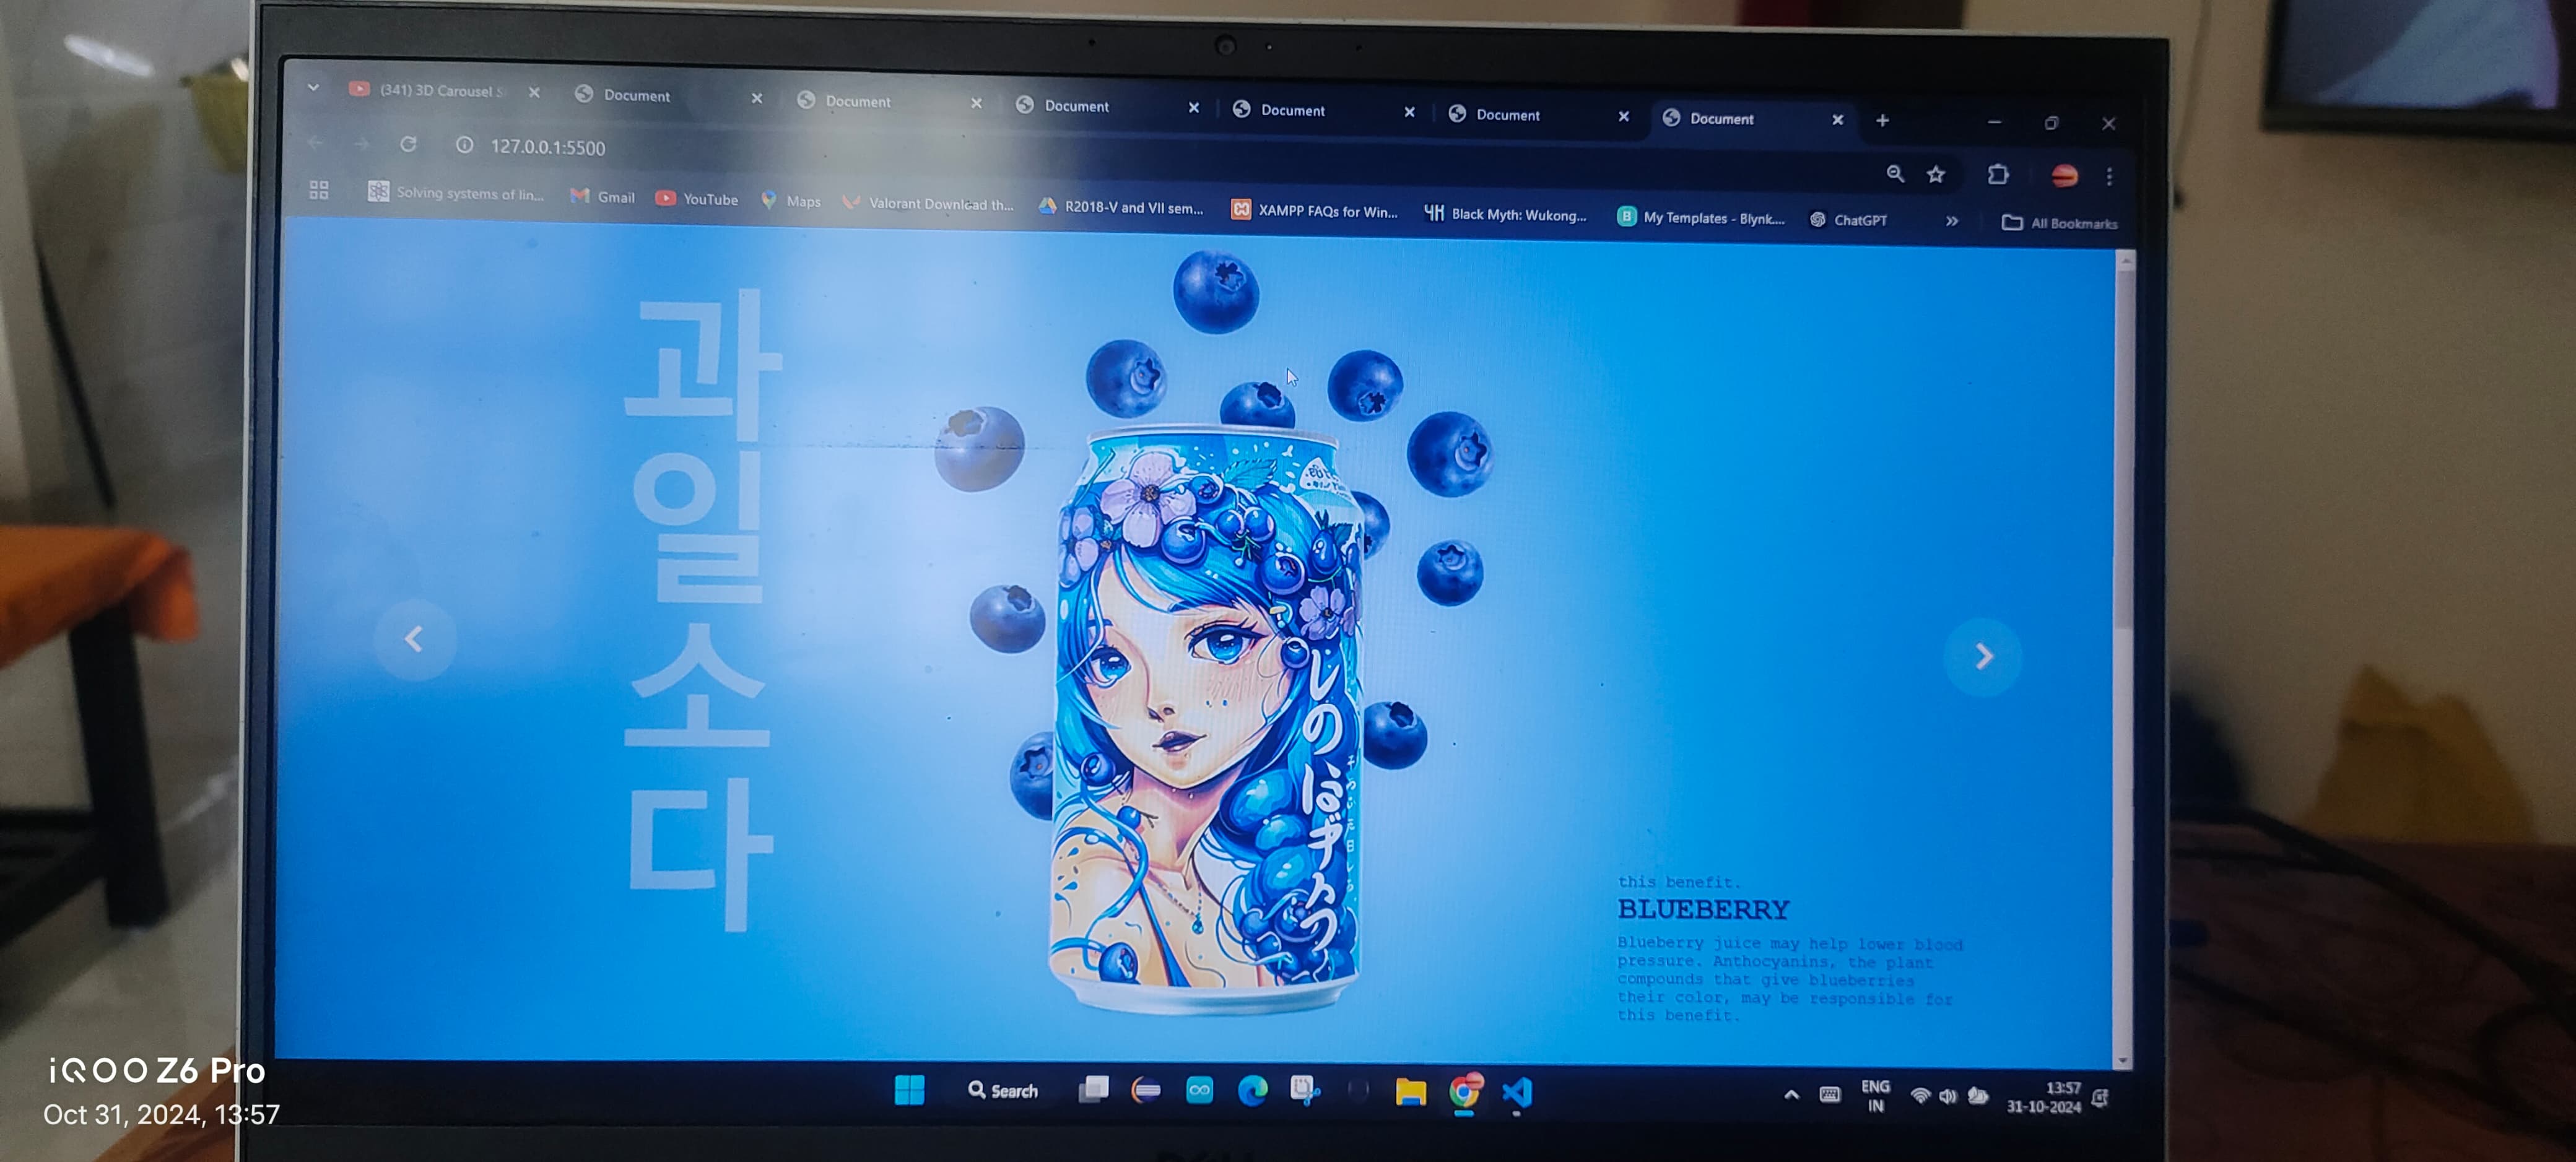 (341) 3D Carousel S
Document
Document
Document
Document
Document
Document
127.0.0.1:5500
Solving systems of lin...
Gmail
YouTube
Maps
Valorant Download th...
R2018-V and VII sem...
XAMPP FAQs for Win...
Black Myth: Wukong...
My Templates - Blynk....
ChatGPT
All Bookmarks
과
일
소
다
this benefit.
BLUEBERRY
Blueberry juice may help lower blood
pressure. Anthocyanins, the plant
compounds that give blueberries
their color, may be responsible for
this benefit.
iQOO Z6 Pro
Oct 31, 2024, 13:57
Search
ENG
IN
13:57
31-10-2024